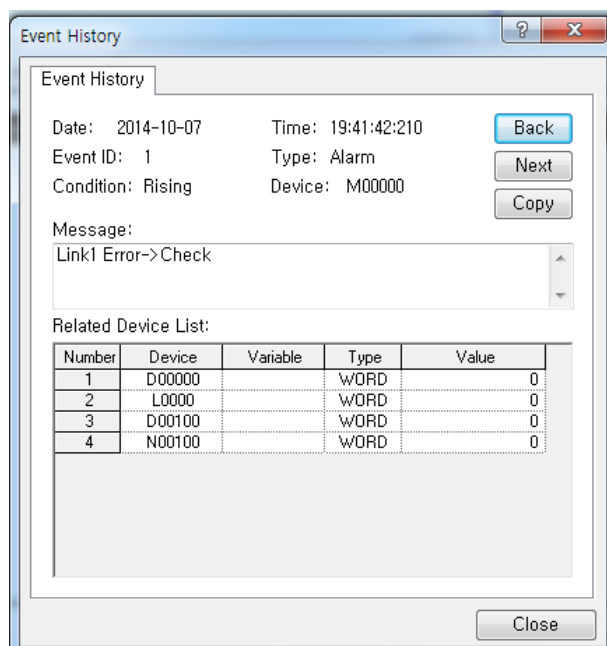 Event History
Event History
Date: 2014-10-07 Time: 19:41:42:210 Back
Event ID: 1 Type: Alarm Next
Condition: Rising Device: M00000 Copy
Message:
Link1 Error->Check
Related Device List:
Number Device Variable Type Value
1 D00000 WORD 0
2 L0000 WORD 0
3 D00100 WORD 0
4 N00100 WORD 0
Close